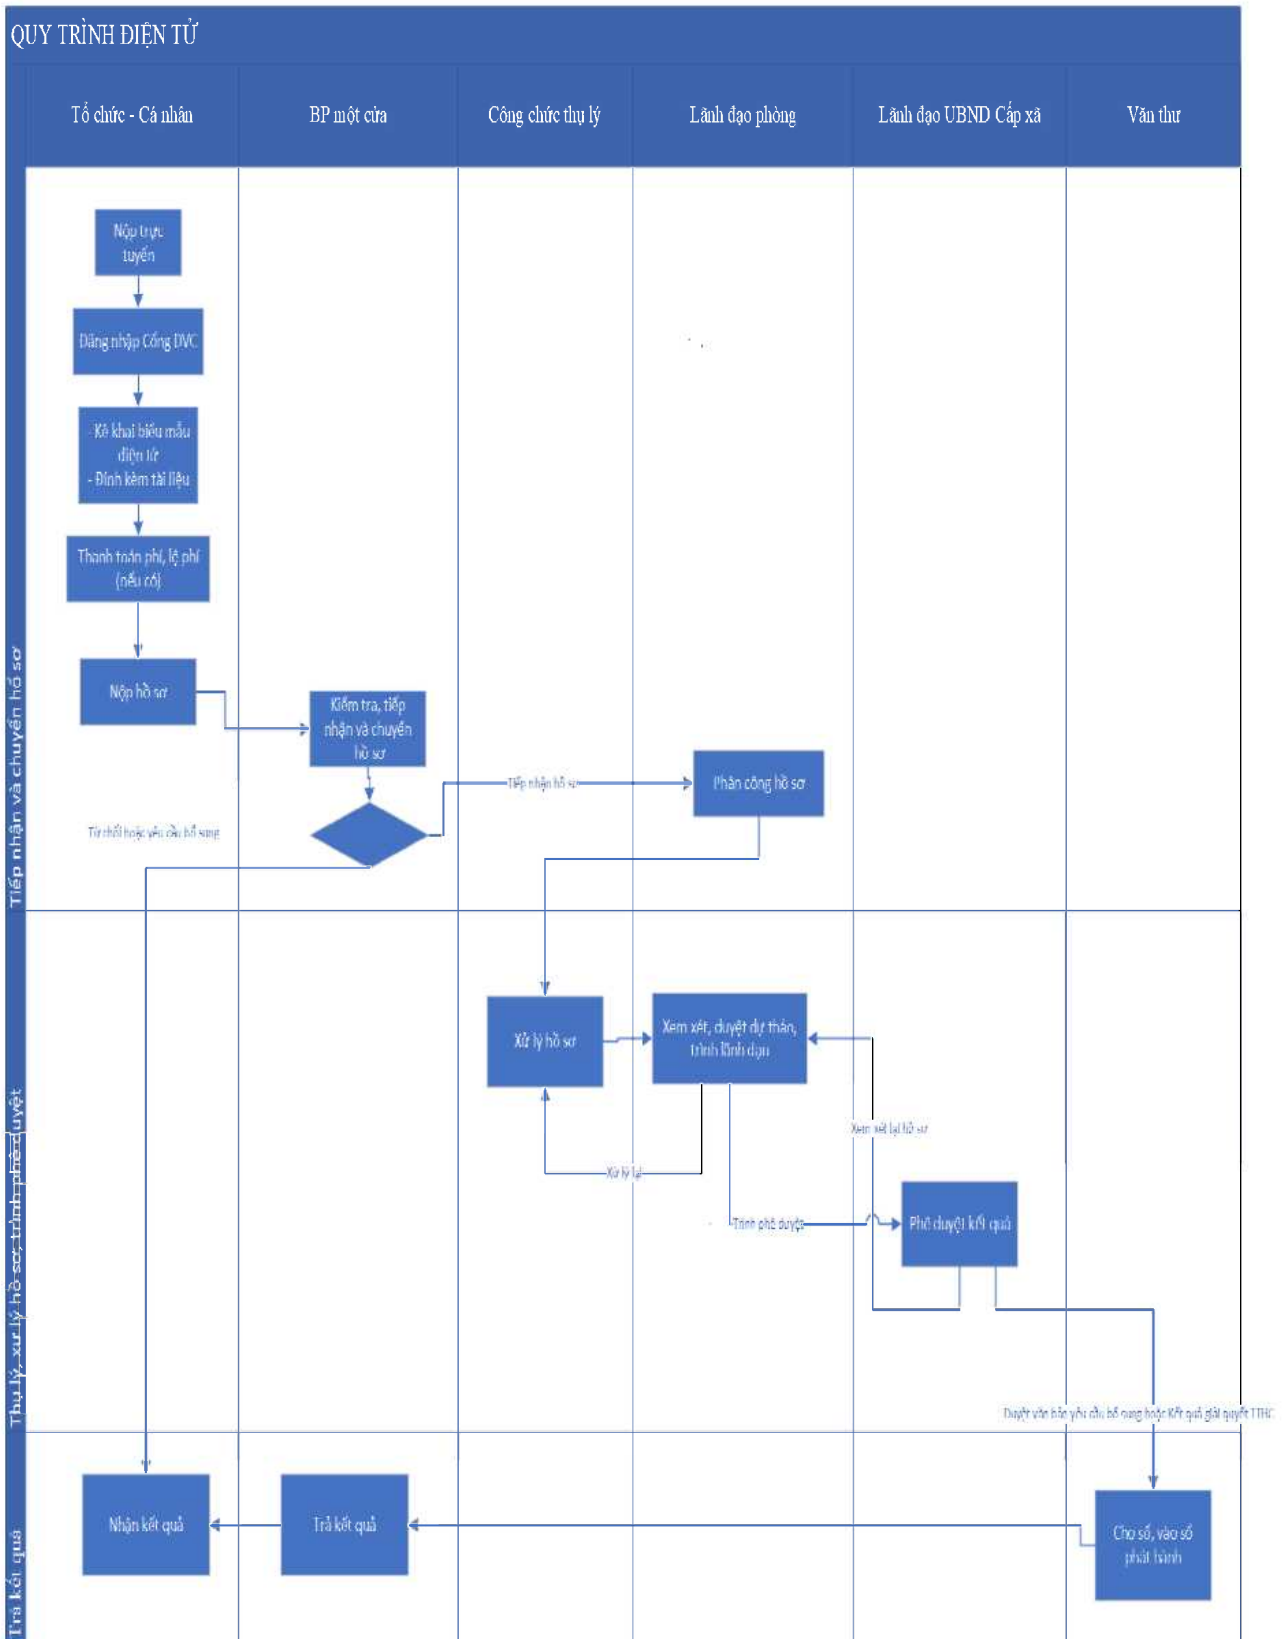 QUY TRÌNH ĐIỆN TỬ
Tổ chức - Cá nhân
BP một cửa
Công chức thụ lý
Lãnh đạo phòng
Lãnh đạo UBND Cấp xã
Văn thư
Tiếp nhận và chuyển hồ sơ
Nộp trực
tuyến
Đăng nhập Cổng DVC
- Kê khai biểu mẫu
điện tử
- Đính kèm tài liệu
Thanh toán phí, lệ phí
(nếu có)
Nộp hồ sơ
Kiểm tra, tiếp
nhận và chuyển
hồ sơ
Tiếp nhận hồ sơ
Phân công hồ sơ
Từ chối hoặc yêu cầu bổ sung
Thụ lý, xử lý hồ sơ, trình phê duyệt
Xử lý hồ sơ
Xem xét, duyệt dự thảo,
trình lãnh đạo
Xem xét lại hồ sơ
Xử lý lại
Trình phê duyệt
Phê duyệt kết quả
Duyệt văn bản yêu cầu bổ sung hoặc Kết quả giải quyết TTHC
Trả kết quả
Nhận kết quả
Trả kết quả
Cho số, vào sổ
phát hành